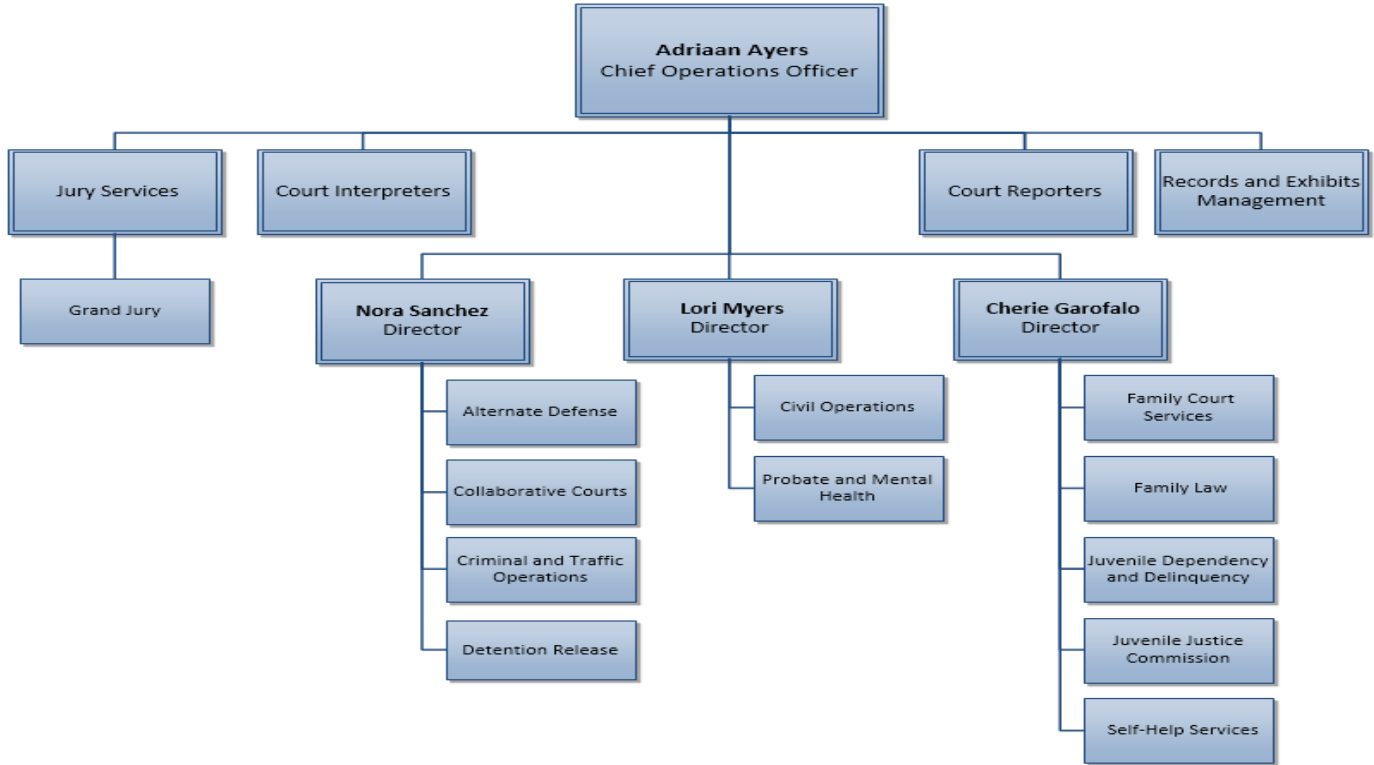 Adriaan Ayers
Chief Operations Officer
Jury Services
Court Interpreters
Court Reporters
Records and Exhibits
Management
Grand Jury
Nora Sanchez
Director
Lori Myers
Director
Cherie Garofalo
Director
Alternate Defense
Collaborative Courts
Criminal and Traffic
Operations
Detention Release
Civil Operations
Probate and Mental
Health
Family Court
Services
Family Law
Juvenile Dependency
and Delinquency
Juvenile Justice
Commission
Self-Help Services